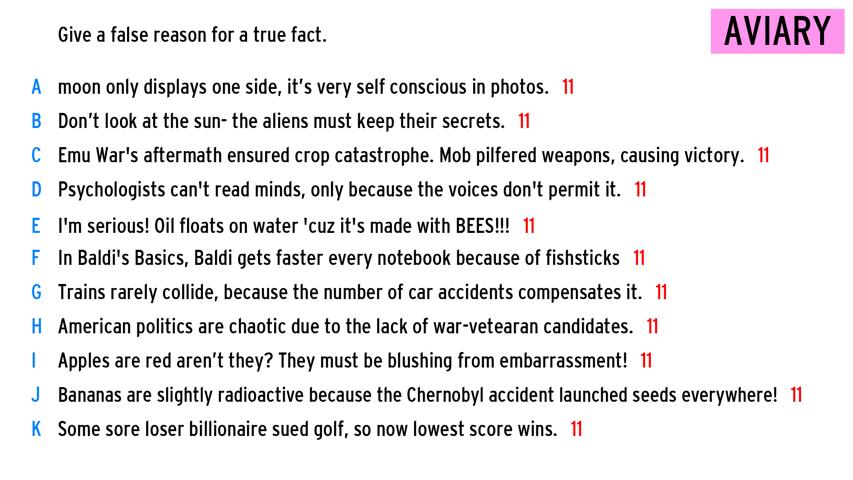 Give a false reason for a true fact.
AVIARY
A moon only displays one side, it's very self conscious in photos. 11
B Don't look at the sun- the aliens must keep their secrets. 11
C Emu War's aftermath ensured crop catastrophe. Mob pilfered weapons, causing victory. 11
D Psychologists can't read minds, only because the voices don't permit it. 11
E I'm serious! Oil floats on water 'cuz it's made with BEES!!! 11
F In Baldi's Basics, Baldi gets faster every notebook because of fishsticks 11
G Trains rarely collide, because the number of car accidents compensates it. 11
H American politics are chaotic due to the lack of war-vetearan candidates. 11
I Apples are red aren't they? They must be blushing from embarrassment! 11
J Bananas are slightly radioactive because the Chernobyl accident launched seeds everywhere! 11
K Some sore loser billionaire sued golf, so now lowest score wins. 11